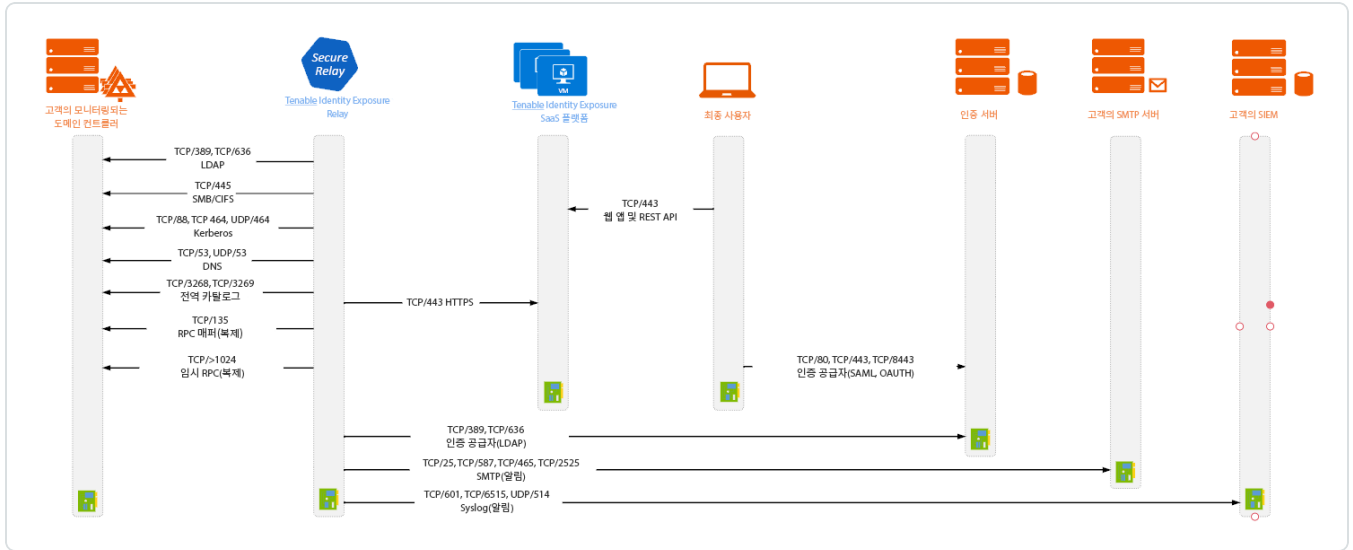 Secure
Relay
VM
고객의 모니터링되는
도메인 컨트롤러
Tenable Identity Exposure
Relay
Tenable Identity Exposure
SaaS 플랫폼
최종 사용자
인증 서버
고객의 SMTP 서버
고객의 SIEM
TCP/389, TCP/636
LDAP
TCP/445
SMB/CIFS
TCP/88, TCP 464, UDP/464
Kerberos
TCP/53, UDP/53
DNS
TCP/3268, TCP/3269
전역 카탈로그
TCP/135
RPC 매퍼(복제)
TCP/>1024
임시 RPC(복제)
TCP/443
웹 앱 및 REST API
TCP/443 HTTPS
TCP/80, TCP/443, TCP/8443
인증 공급자(SAML, OAUTH)
TCP/389, TCP/636
인증 공급자(LDAP)
TCP/25, TCP/587, TCP/465, TCP/2525
SMTP(알림)
TCP/601, TCP/6515, UDP/514
Syslog(알림)